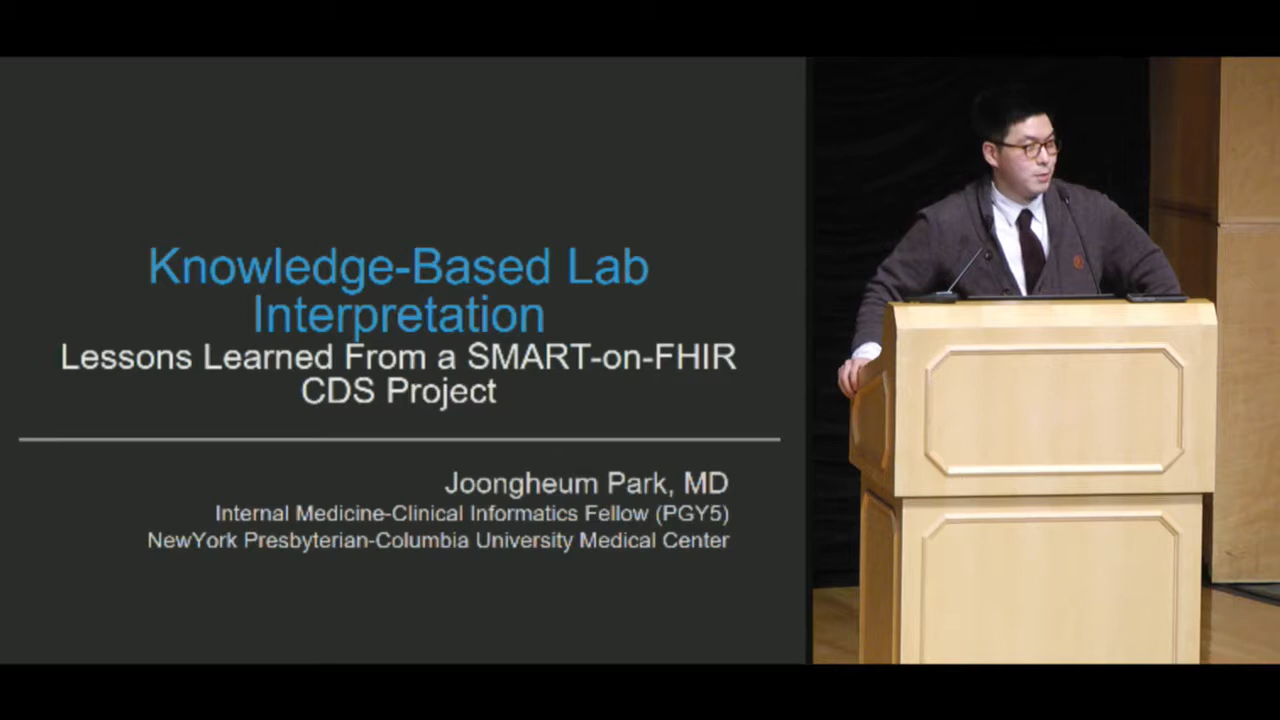 Knowledge-Based Lab
Interpretation
Lessons Learned From a SMART-on-FHIR
CDS Project
Joongheum Park, MD
Internal Medicine-Clinical Informatics Fellow (PGY5)
NewYork Presbyterian-Columbia University Medical Center